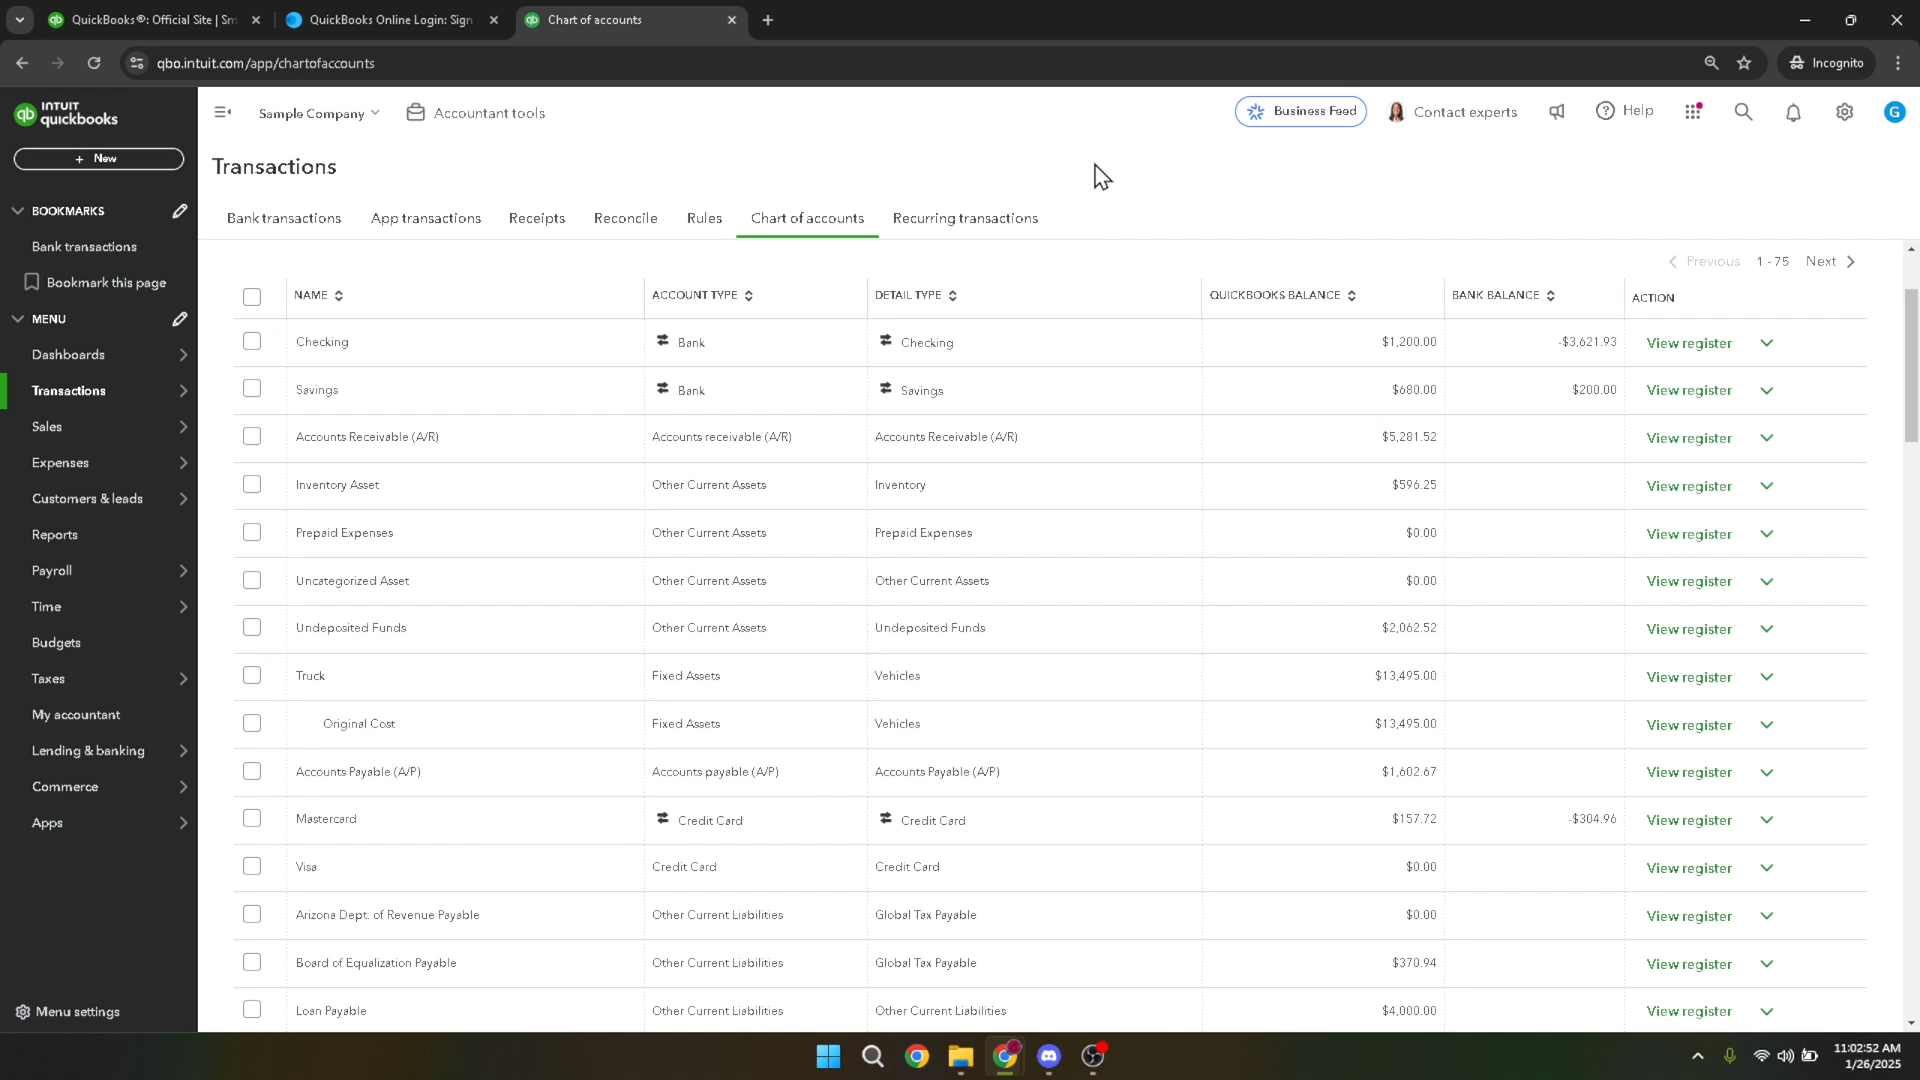 QuickBooks®: Official Site | Sm
QuickBooks Online Login: Sign
Chart of accounts
qbo.intuit.com/app/chartofaccounts
Incognito
INTUIT
quickbooks
Sample Company
Accountant tools
Business Feed
Contact experts
Help
G
+ New
Transactions
BOOKMARKS
Bank transactions
Bookmark this page
MENU
Dashboards
Transactions
Sales
Expenses
Customers & leads
Reports
Payroll
Time
Budgets
Taxes
My accountant
Lending & banking
Commerce
Apps
Menu settings
Bank transactions App transactions Receipts Reconcile Rules Chart of accounts Recurring transactions
Previous 1 - 75 Next
NAME ACCOUNT TYPE DETAIL TYPE QUICKBOOKS BALANCE BANK BALANCE ACTION
Checking Bank Checking $1,200.00 -$3,621.93 View register
Savings Bank Savings $680.00 $200.00 View register
Accounts Receivable (A/R) Accounts receivable (A/R) Accounts Receivable (A/R) $5,281.52 View register
Inventory Asset Other Current Assets Inventory $596.25 View register
Prepaid Expenses Other Current Assets Prepaid Expenses $0.00 View register
Uncategorized Asset Other Current Assets Other Current Assets $0.00 View register
Undeposited Funds Other Current Assets Undeposited Funds $2,062.52 View register
Truck Fixed Assets Vehicles $13,495.00 View register
Original Cost Fixed Assets Vehicles $13,495.00 View register
Accounts Payable (A/P) Accounts payable (A/P) Accounts Payable (A/P) $1,602.67 View register
Mastercard Credit Card Credit Card $157.72 -$304.96 View register
Visa Credit Card Credit Card $0.00 View register
Arizona Dept. of Revenue Payable Other Current Liabilities Global Tax Payable $0.00 View register
Board of Equalization Payable Other Current Liabilities Global Tax Payable $370.94 View register
Loan Payable Other Current Liabilities Other Current Liabilities $4,000.00 View register
11:02:52 AM
1/26/2025